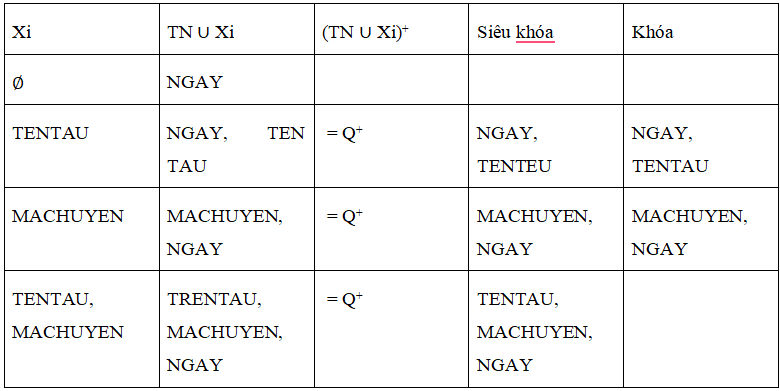 Xi TN ∪ Xi (TN ∪ Xi)⁺ Siêu khóa Khóa
∅ NGAY
TENTAU NGAY, TEN = Q⁺ NGAY, NGAY,
TAU TENTEU TENTAU
MACHUYEN MACHUYEN, = Q⁺ MACHUYEN, MACHUYEN,
NGAY NGAY NGAY
TENTAU, TRENTAU, = Q⁺ TENTAU,
MACHUYEN MACHUYEN, MACHUYEN,
NGAY NGAY